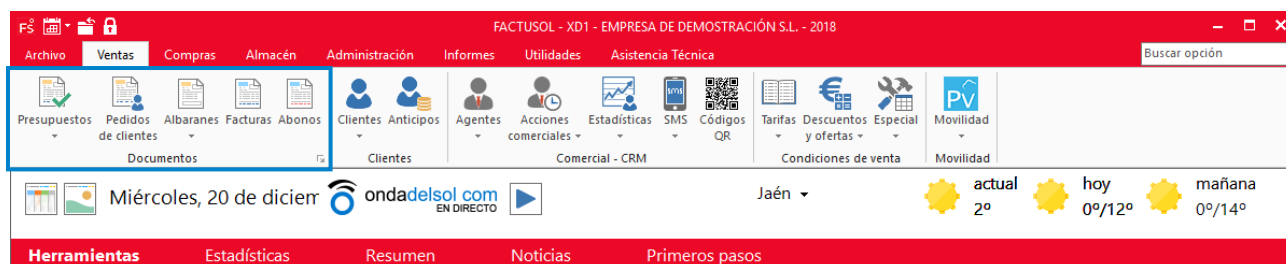 FS
FACTUSOL - XD1 - EMPRESA DE DEMOSTRACIÓN S.L. - 2018
Archivo Ventas Compras Almacén Administración Informes Utilidades Asistencia Técnica Buscar opción
Presupuestos Pedidos de clientes Albaranes Facturas Abonos Clientes Anticipos Agentes Acciones comerciales Estadísticas SMS Códigos QR Tarifas Descuentos y ofertas Especial PV Movilidad
Documentos Clientes Comercial - CRM Condiciones de venta Movilidad
Miércoles, 20 de diciem ondadelsol com EN DIRECTO Jaén actual 2º hoy 0º/12º mañana 0º/14º
Herramientas Estadísticas Resumen Noticias Primeros pasos